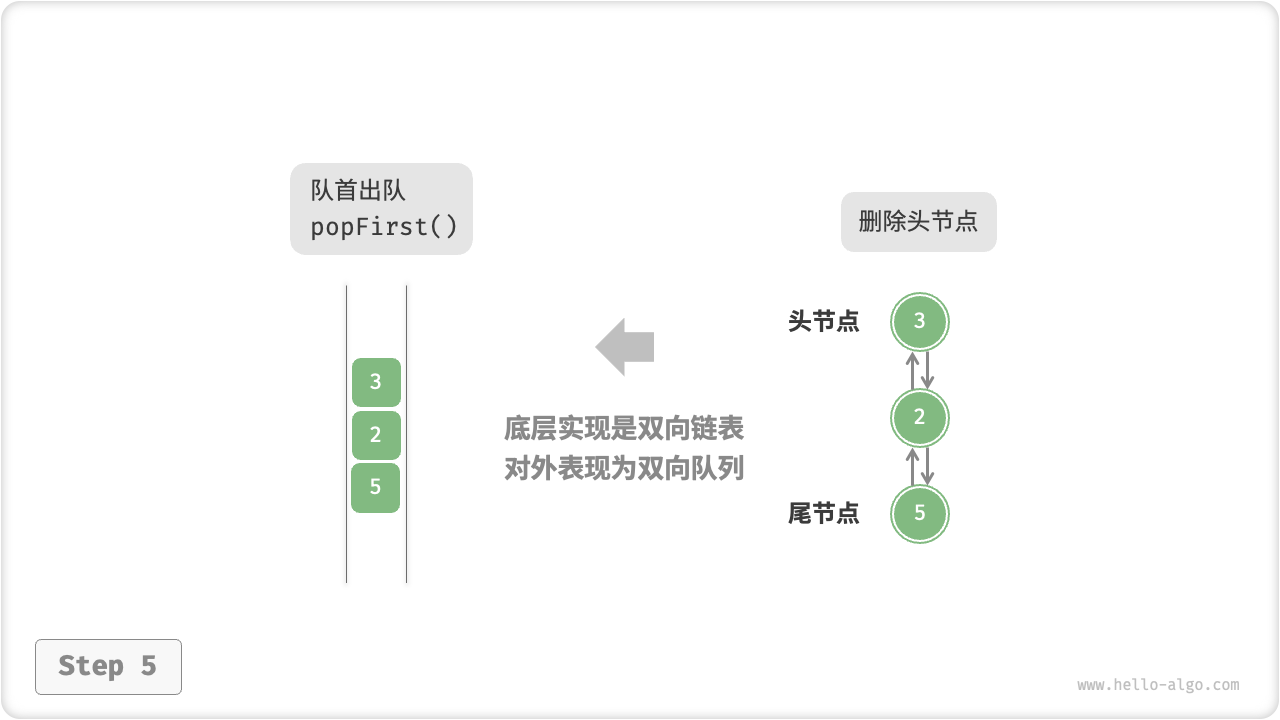 队首出队
popFirst()
删除头节点
3
2
5
底层实现是双向链表
对外表现为双向队列
头节点
3
2
尾节点
5
Step 5
www.hello-algo.com